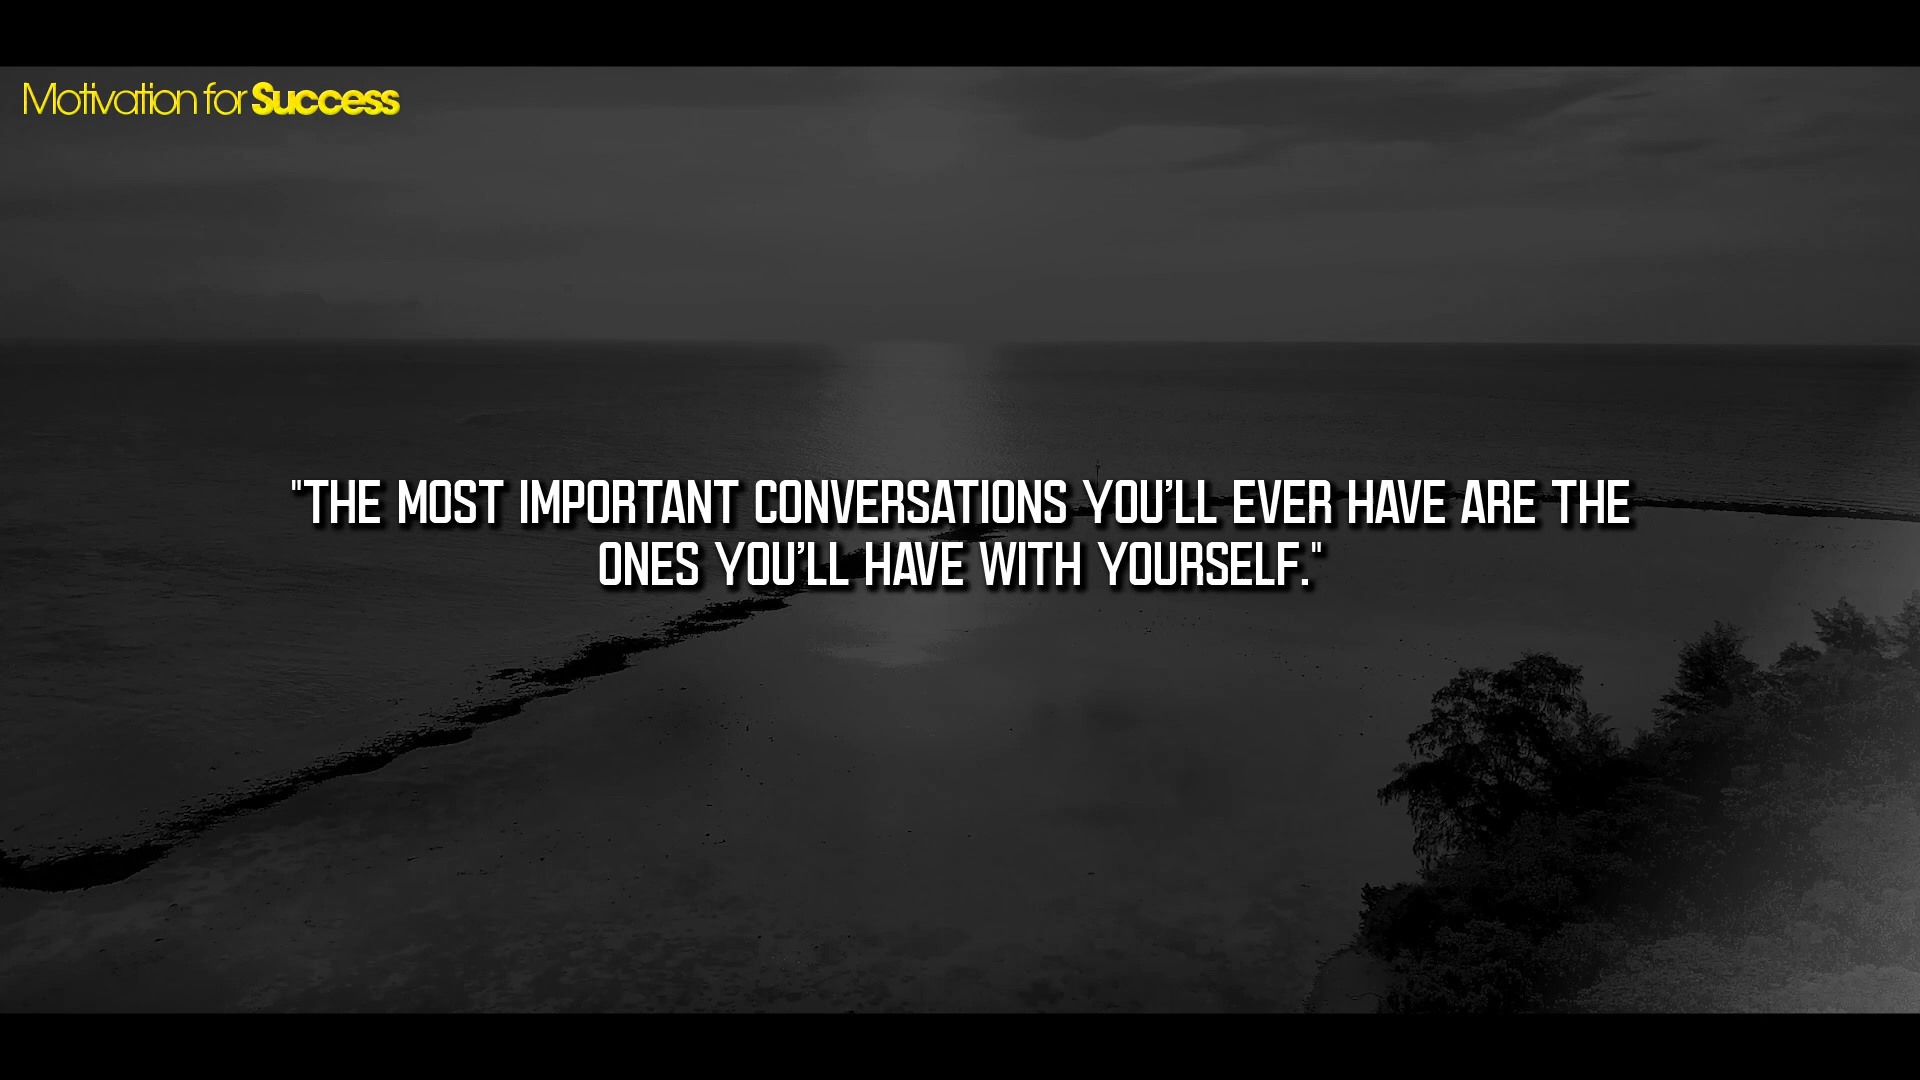 Motivation for Success
"THE MOST IMPORTANT CONVERSATIONS YOU'LL EVER HAVE ARE THE
ONES YOU'LL HAVE WITH YOURSELF."